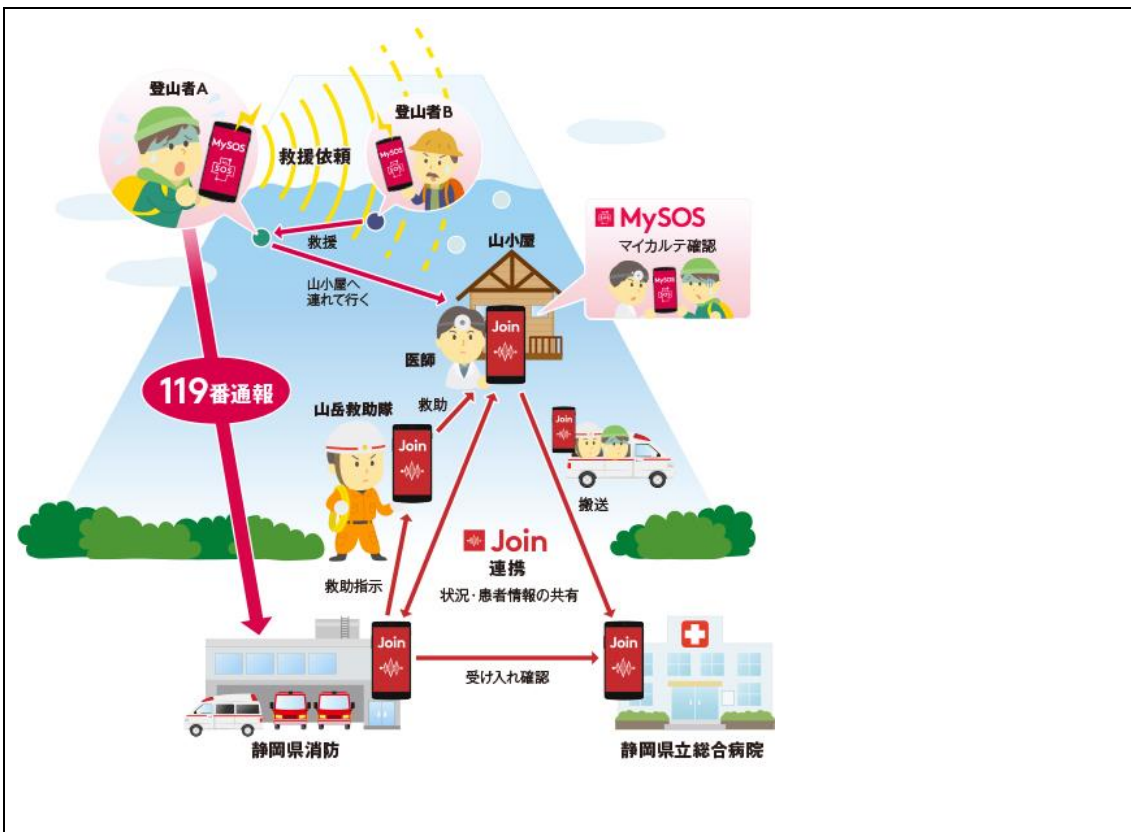 登山者A
MySOS
SOS
救援依頼
登山者B
MySOS
SOS
救援
山小屋へ
連れて行く
山小屋
MySOS
マイカルテ確認
MySOS
Join
医師
119番通報
山岳救助隊
救助
Join
Join
搬送
Join
連携
状況・患者情報の共有
救助指示
Join
受け入れ確認
Join
静岡県消防
静岡県立総合病院